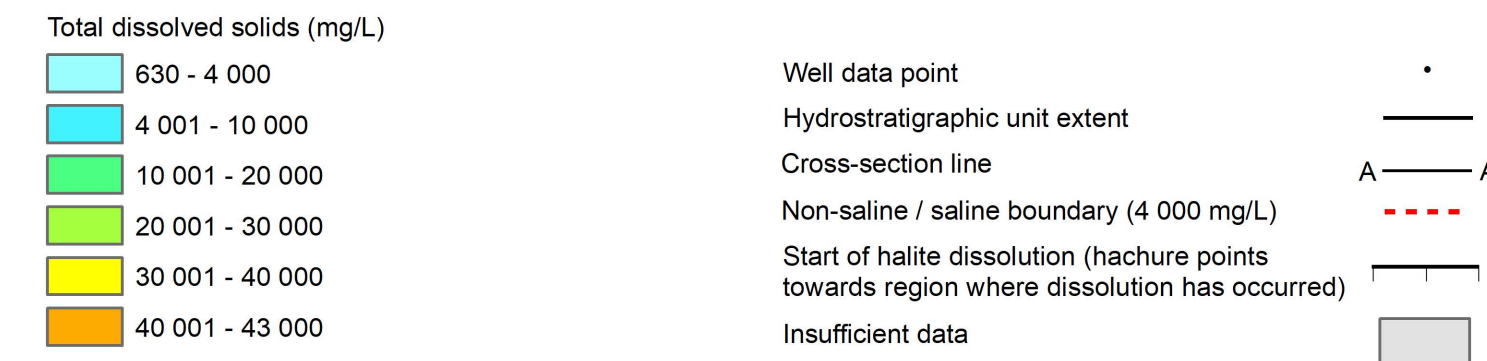 Total dissolved solids (mg/L)
630 - 4 000
4 001 - 10 000
10 001 - 20 000
20 001 - 30 000
30 001 - 40 000
40 001 - 43 000
Well data point
Hydrostratigraphic unit extent
Cross-section line
A
Non-saline / saline boundary (4 000 mg/L)
Start of halite dissolution (hachure points
towards region where dissolution has occurred)
Insufficient data